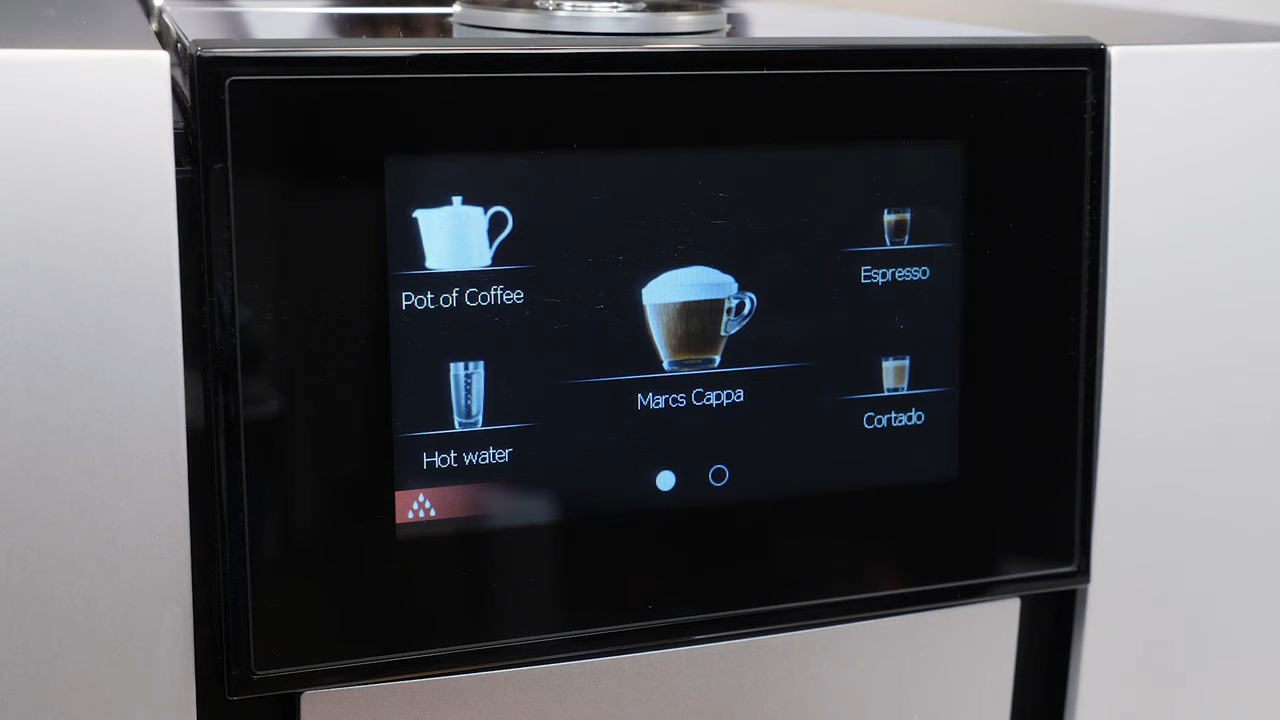 Pot of Coffee
Espresso
Marcs Cappa
Hot water
Cortado